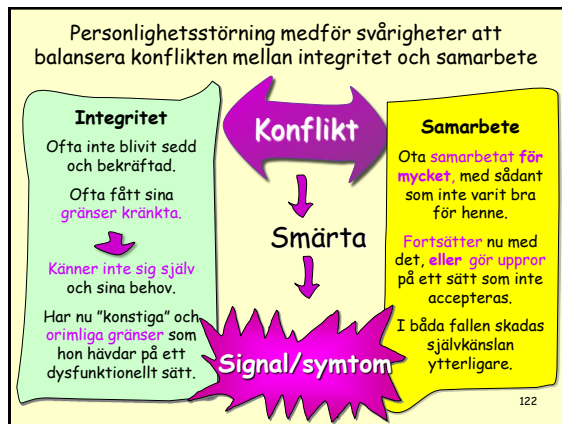 Personlighetsstörning medför svårigheter att
balansera konflikten mellan integritet och samarbete
Integritet
Ofta inte blivit sedd
och bekräftad.
Ofta fått sina
gränser kränkta.
Känner inte sig själv
och sina behov.
Har nu "konstiga" och
orimliga gränser som
hon hävdar på ett
dysfunktionellt sätt.
Konflikt
Smärta
Signal/symtom
Samarbete
Ota samarbetat för
mycket, med sådant
som inte varit bra
för henne.
Fortsätter nu med
det, eller gör uppror
på ett sätt som inte
accepteras.
I båda fallen skadas
självkänslan
ytterligare.
122